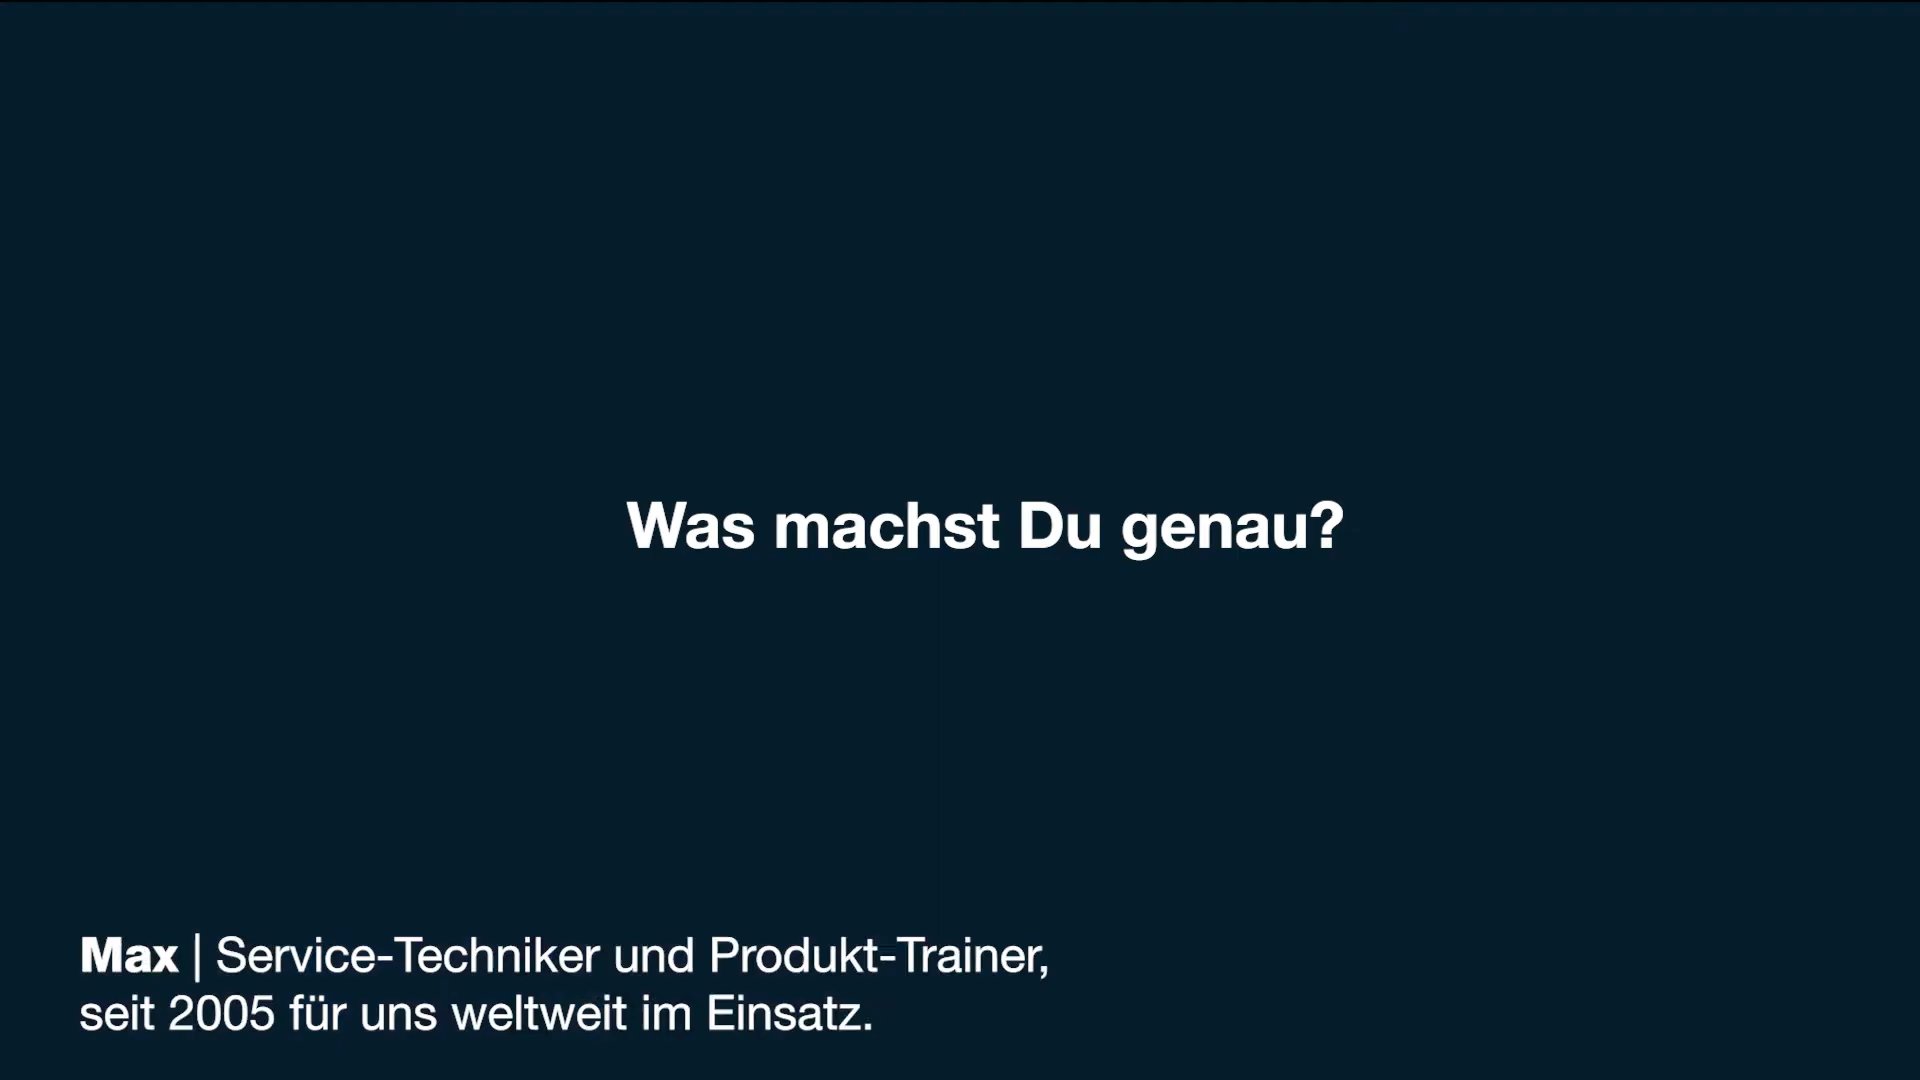 Was machst Du genau?
Max | Service-Techniker und Produkt-Trainer,
seit 2005 für uns weltweit im Einsatz.